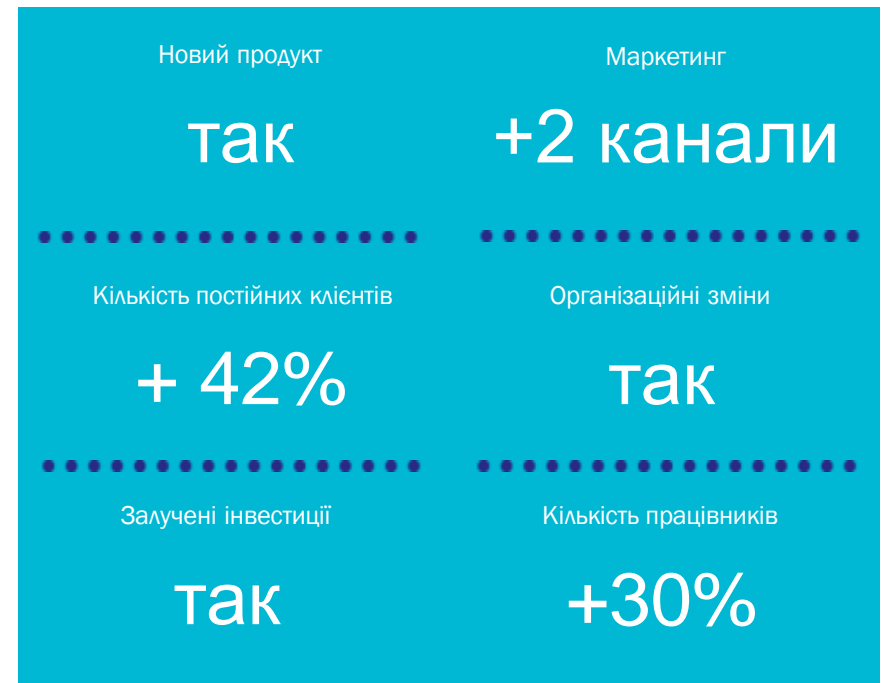 Новий продукт
Маркетинг
так
+2 канали
Кількість постійних клієнтів
Організаційні зміни
+ 42%
так
Залучені інвестиції
Кількість працівників
так
+30%